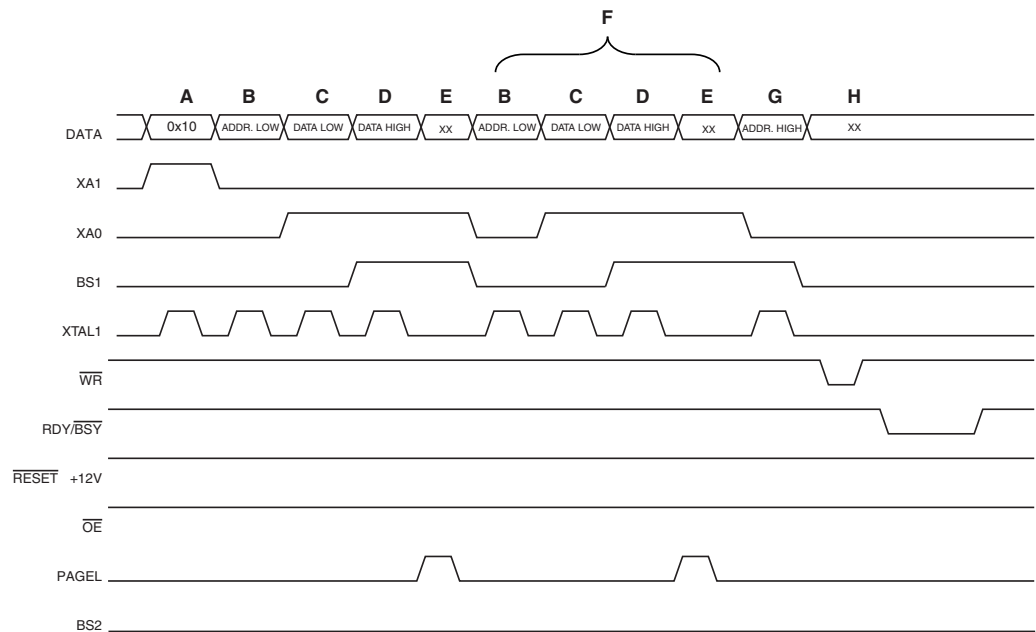 F
A B C D E B C D E G H
DATA 0x10 ADDR. LOW DATA LOW DATA HIGH XX ADDR. LOW DATA LOW DATA HIGH XX ADDR. HIGH XX
XA1
XA0
BS1
XTAL1
WR
RDY/BSY
RESET +12V
OE
PAGEL
BS2